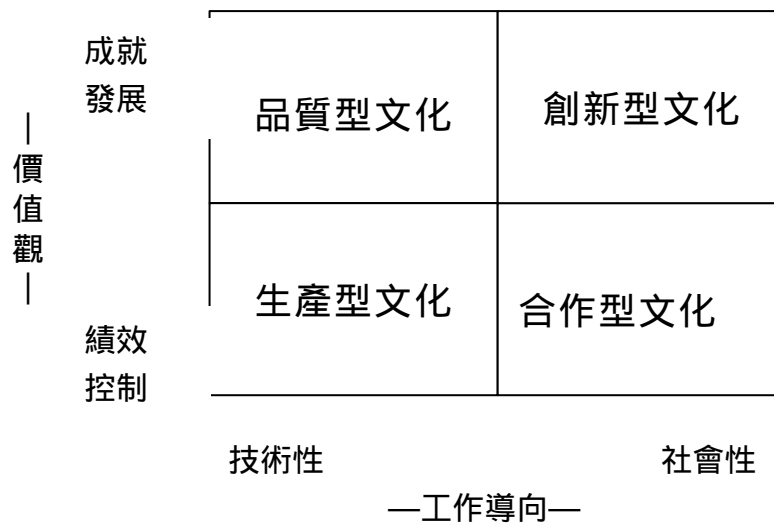 成就
發展
品質型文化
創新型文化
—價值觀—
生產型文化
合作型文化
績效
控制
技術性
社會性
—工作導向—